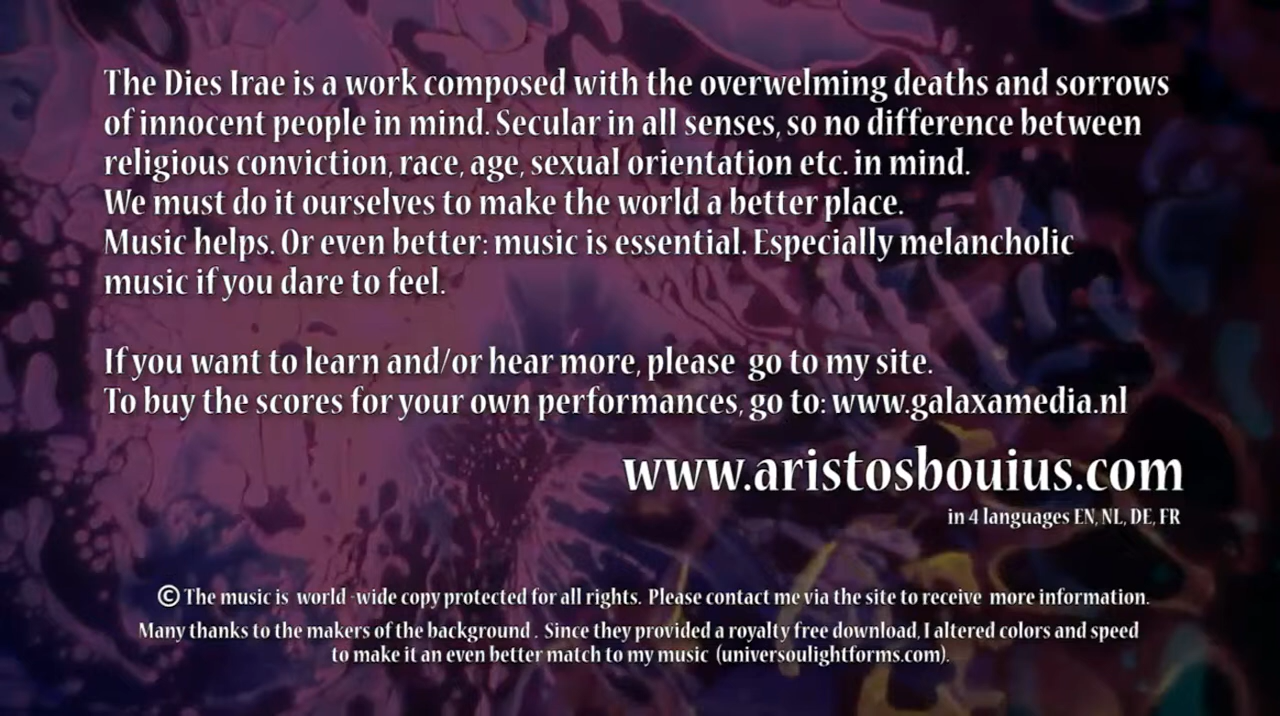 The Dies Irae is a work composed with the overwelming deaths and sorrows
of innocent people in mind. Secular in all senses, so no difference between
religious conviction, race, age, sexual orientation etc. in mind.
We must do it ourselves to make the world a better place.
Music helps. Or even better: music is essential. Especially melancholic
music if you dare to feel.
If you want to learn and/or hear more, please go to my site.
To buy the scores for your own performances, go to: www.galaxamedia.nl
www.aristosbouius.com
in 4 languages EN, NL, DE, FR
© The music is world -wide copy protected for all rights. Please contact me via the site to receive more information.
Many thanks to the makers of the background . Since they provided a royalty free download, I altered colors and speed
to make it an even better match to my music (universoulightforms.com).